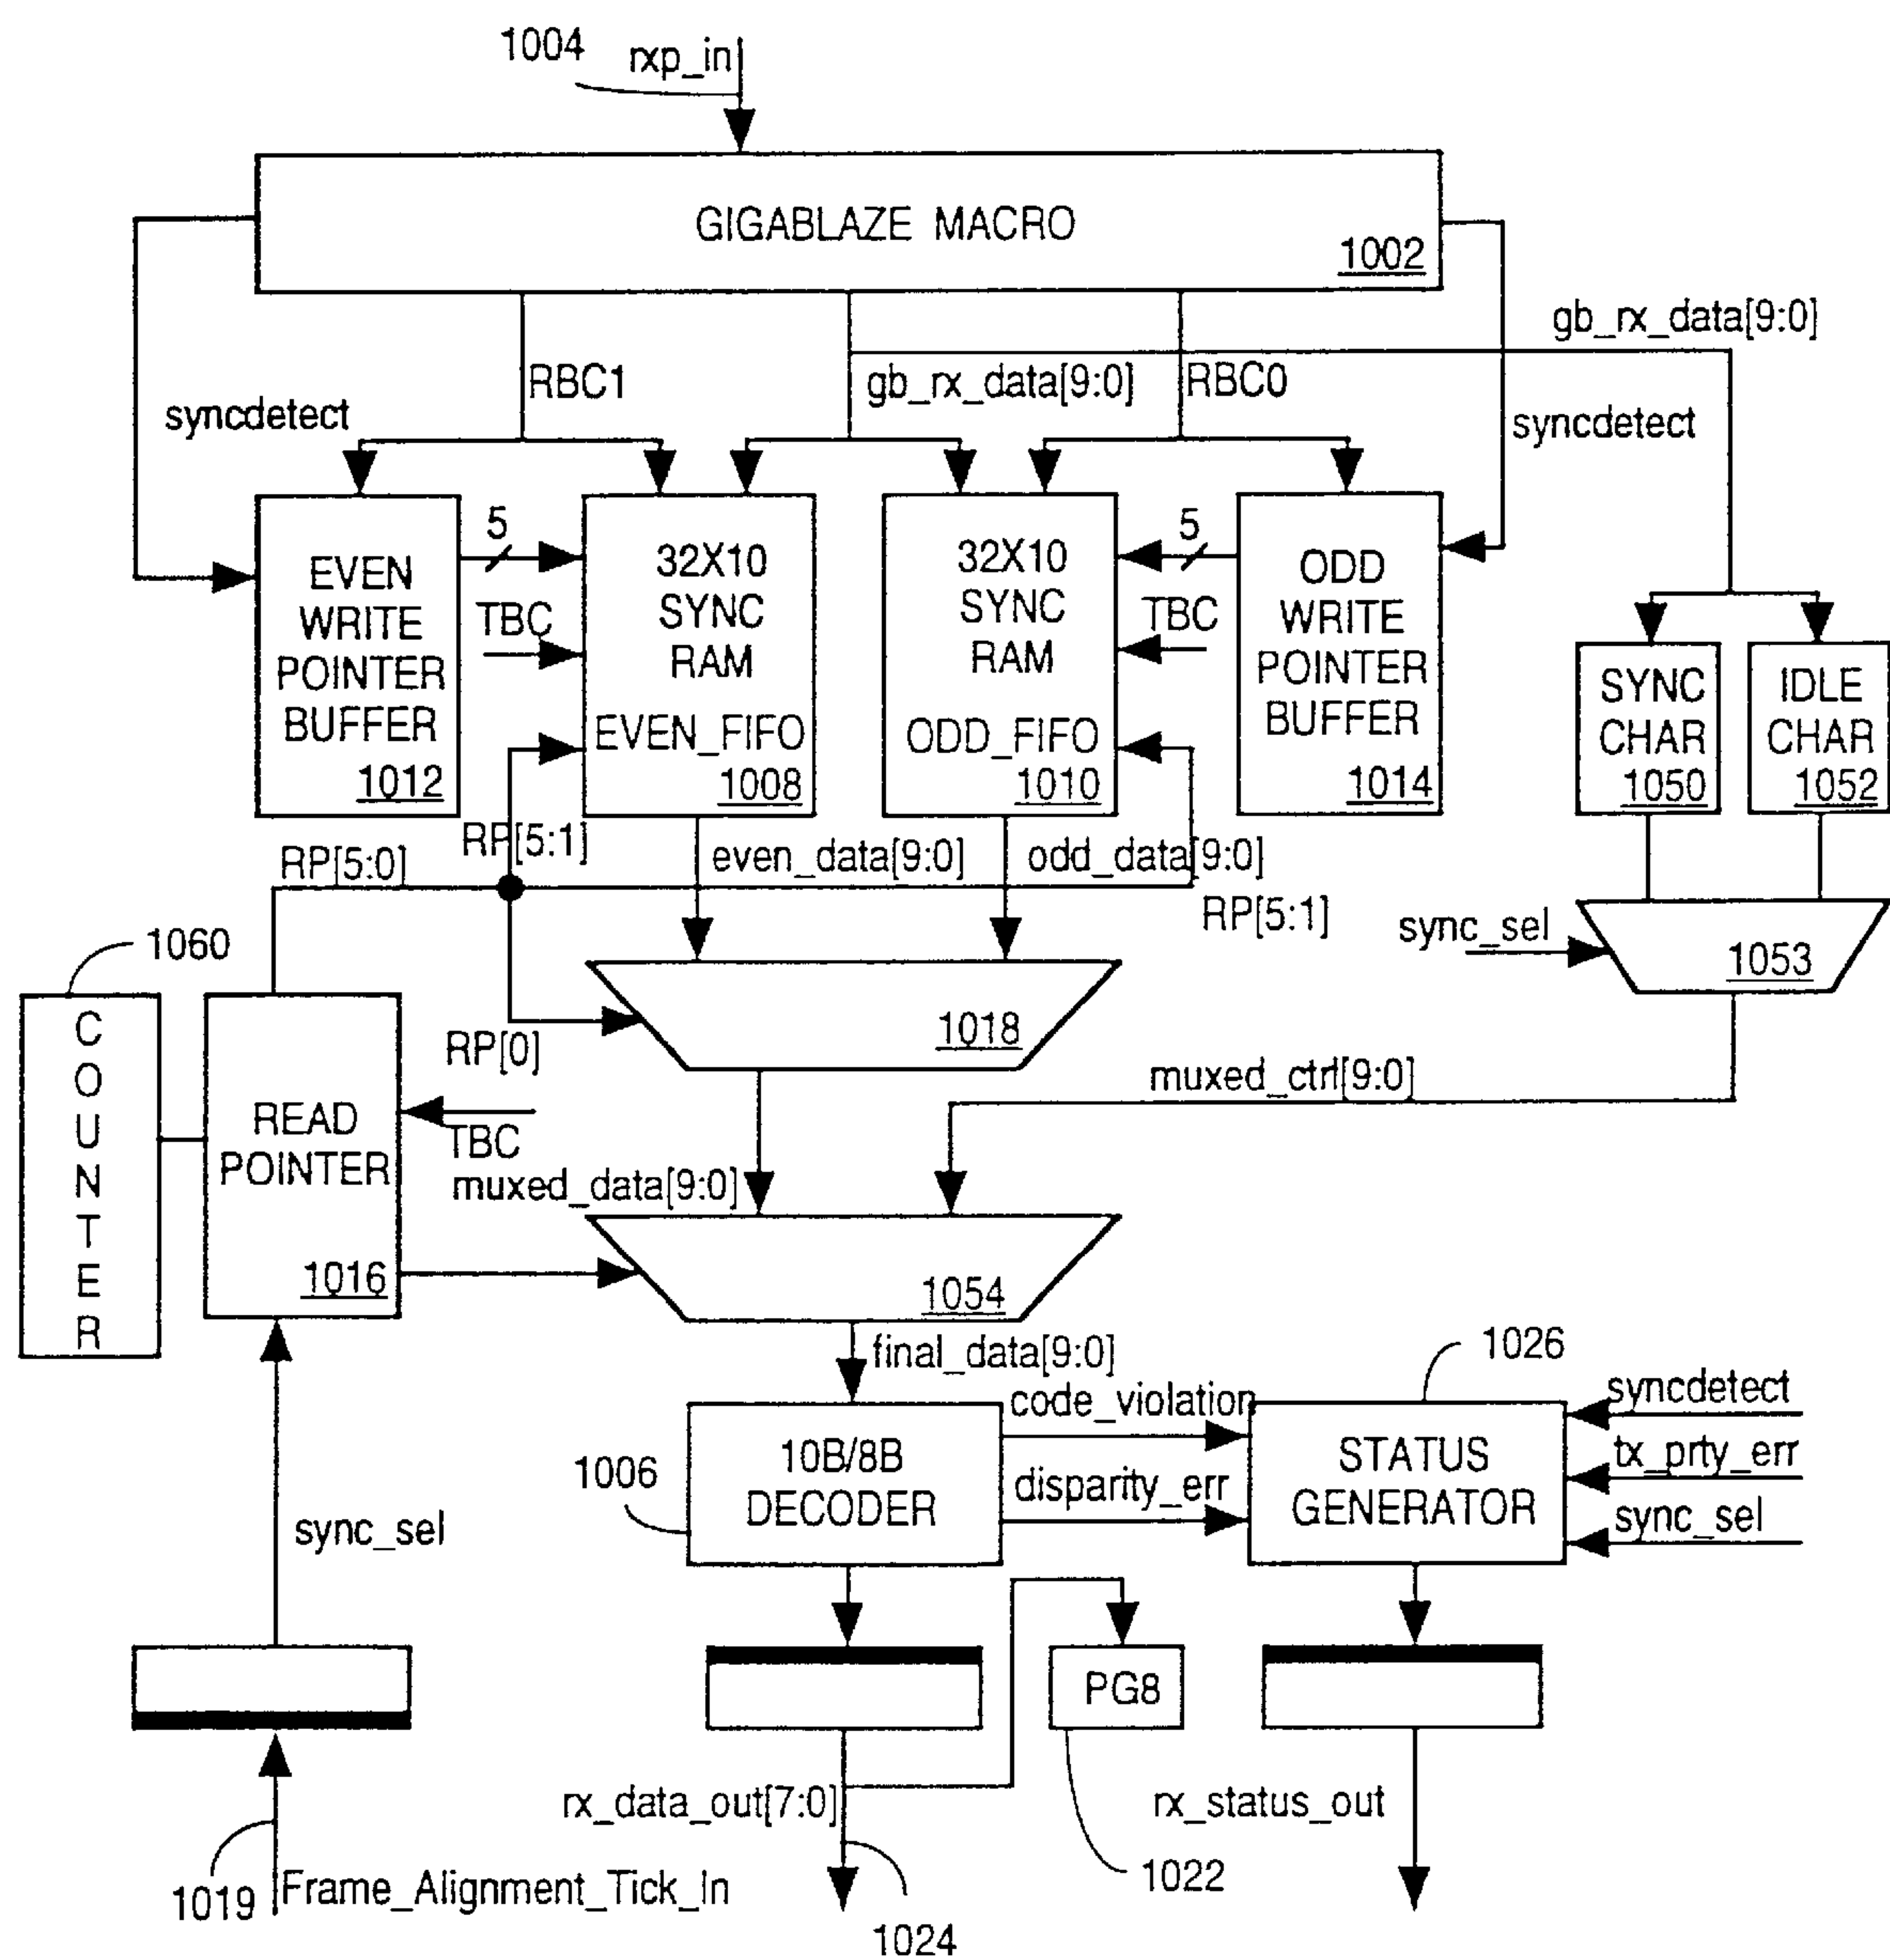 1004
rxp_in
GIGABLAZE MACRO
1002
gb_rx_data[9:0]
RBC1
gb_rx_data[9:0]
RBC0
syncdetect
syncdetect
EVEN
WRITE
POINTER
BUFFER
1012
5
TBC
32X10
SYNC
RAM
EVEN_FIFO
1008
32X10
SYNC
RAM
ODD_FIFO
1010
5
TBC
ODD
WRITE
POINTER
BUFFER
1014
SYNC
CHAR
1050
IDLE
CHAR
1052
RP[5:0]
RP[5:1]
even_data[9:0]
odd_data[9:0]
RP[5:1]
sync_sel
1053
1060
COUNTER
READ
POINTER
1016
RP[0]
1018
TBC
muxed_ctrl[9:0]
muxed_data[9:0]
1054
final_data[9:0]
1006
10B/8B
DECODER
code_violation
disparity_err
1026
STATUS
GENERATOR
syncdetect
tx_prty_err
sync_sel
sync_sel
PG8
rx_data_out[7:0]
rx_status_out
1019
Frame_Alignment_Tick_In
1022
1024